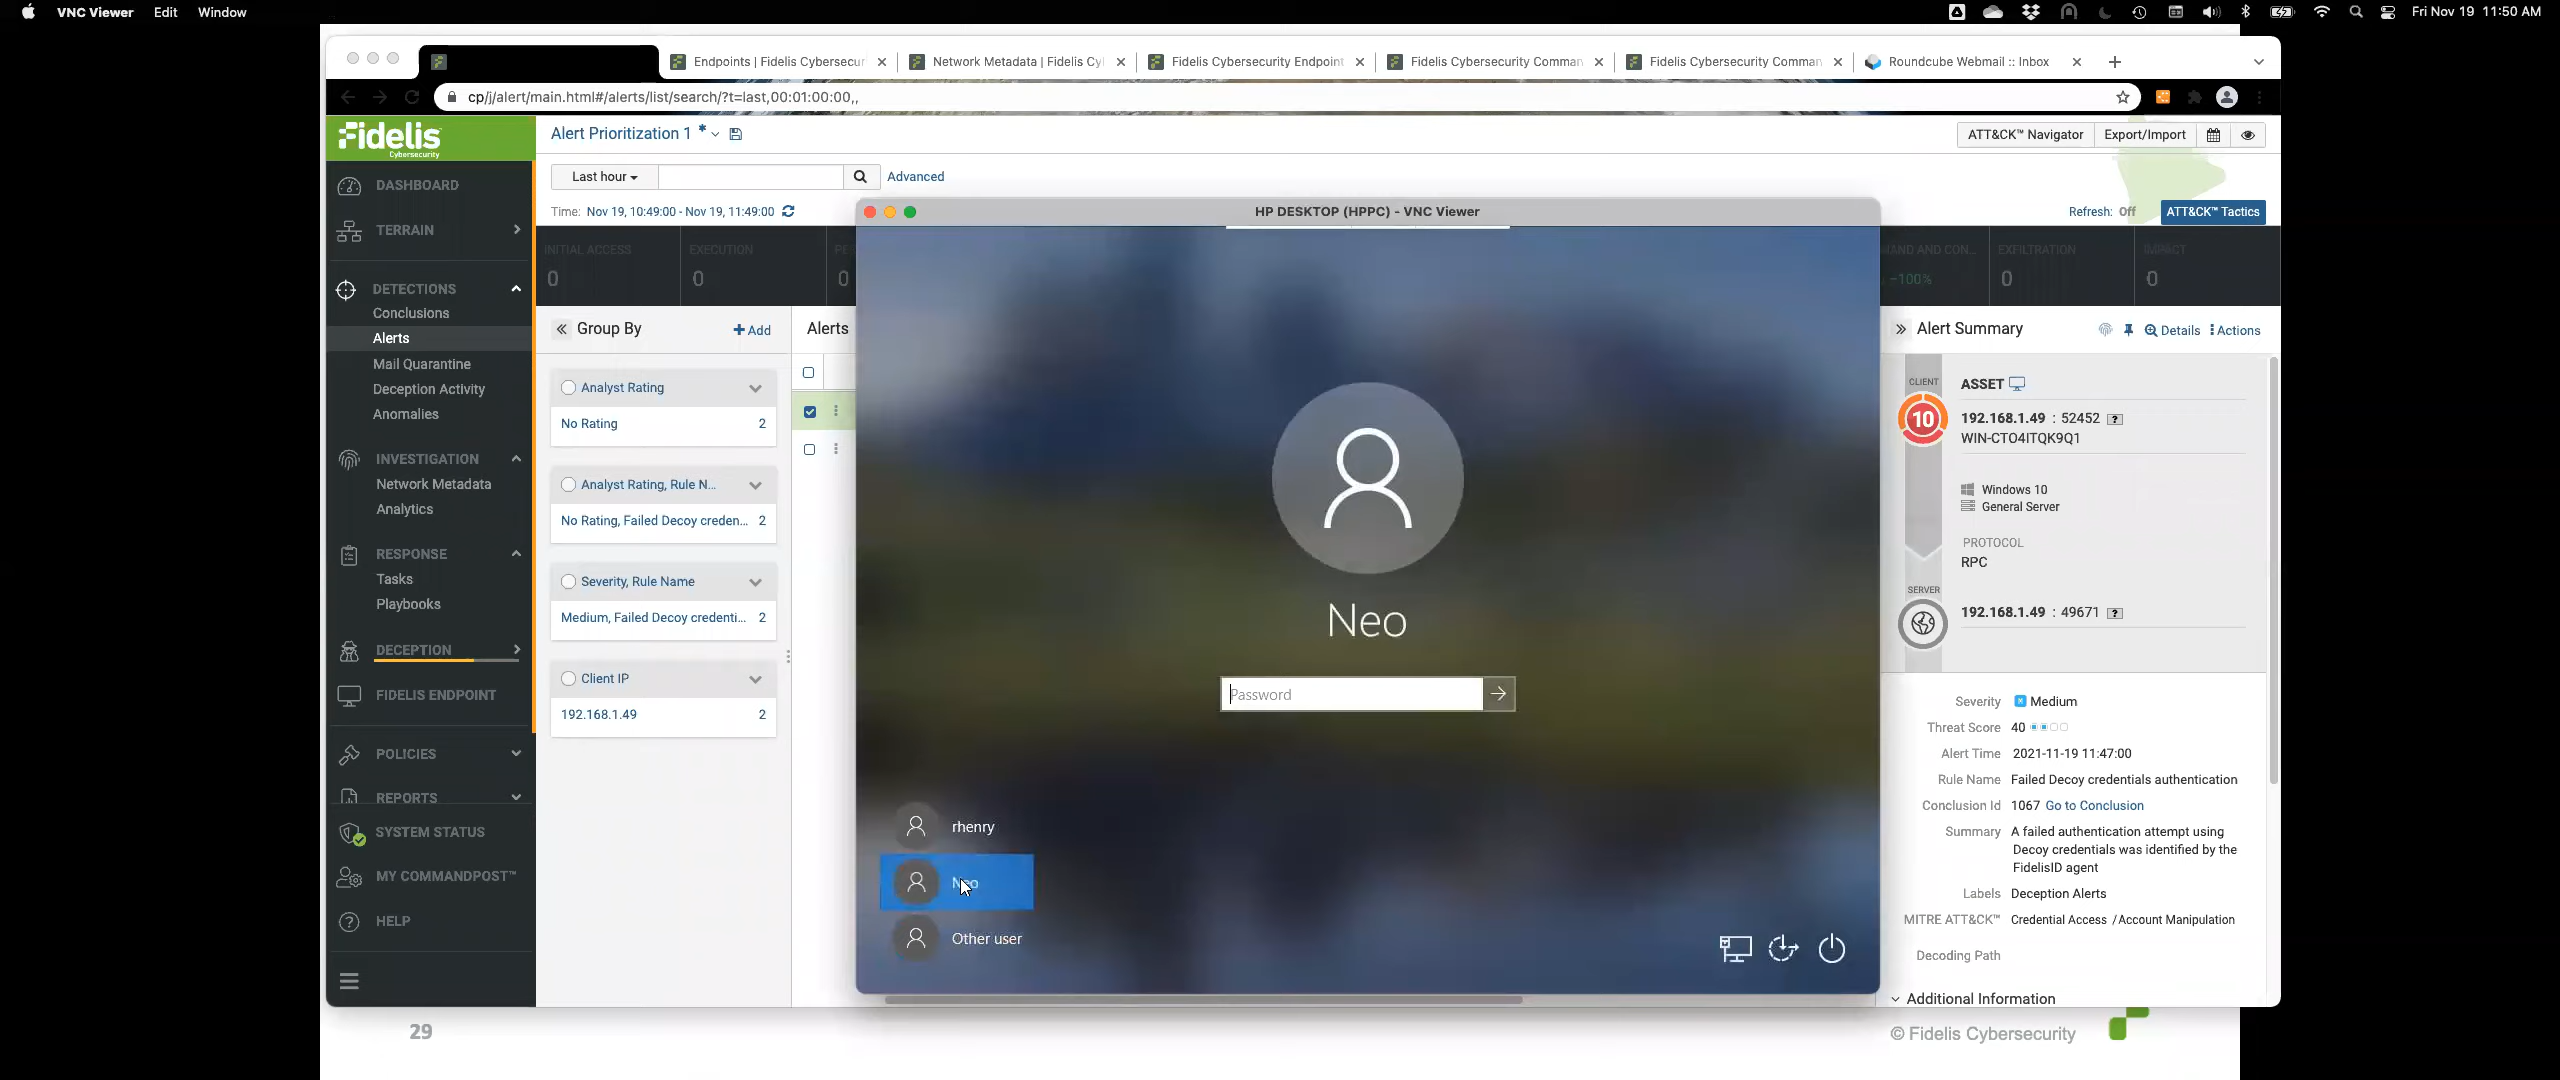 VNC Viewer Edit Window
Fri Nov 19 11:50 AM
Endpoints | Fidelis Cybersecur
Network Metadata | Fidelis Cy
Fidelis Cybersecurity Endpoint
Fidelis Cybersecurity Comman
Fidelis Cybersecurity Comman
Roundcube Webmail :: Inbox
cp/j/alert/main.html#/alerts/list/search/?t=last,00:01:00:00,,
Fidelis
Cybersecurity
Alert Prioritization 1 *
ATT&CK™ Navigator
Export/Import
Last hour
Advanced
Time: Nov 19, 10:49:00 - Nov 19, 11:49:00
Refresh: Off
ATT&CK™ Tactics
DASHBOARD
TERRAIN
DETECTIONS
Conclusions
Alerts
Mail Quarantine
Deception Activity
Anomalies
INVESTIGATION
Network Metadata
Analytics
RESPONSE
Tasks
Playbooks
DECEPTION
FIDELIS ENDPOINT
POLICIES
REPORTS
SYSTEM STATUS
MY COMMANDPOST™
HELP
INITIAL ACCESS
0
EXECUTION
0
PE
0
MAND AND CON...
-100%
EXFILTRATION
0
IMPACT
0
Group By
+ Add
Analyst Rating
No Rating 2
Analyst Rating, Rule N...
No Rating, Failed Decoy creden... 2
Severity, Rule Name
Medium, Failed Decoy credenti... 2
Client IP
192.168.1.49 2
Alerts
HP DESKTOP (HPPC) - VNC Viewer
Neo
Password
rhenry
Neo
Other user
Alert Summary
Details
Actions
CLIENT
10
ASSET
192.168.1.49 : 52452
WIN-CTO4ITQK9Q1
Windows 10
General Server
PROTOCOL
RPC
SERVER
192.168.1.49 : 49671
Severity Medium
Threat Score 40
Alert Time 2021-11-19 11:47:00
Rule Name Failed Decoy credentials authentication
Conclusion Id 1067 Go to Conclusion
Summary A failed authentication attempt using
Decoy credentials was identified by the
FidelisID agent
Labels Deception Alerts
MITRE ATT&CK™ Credential Access /Account Manipulation
Decoding Path
Additional Information
29
© Fidelis Cybersecurity